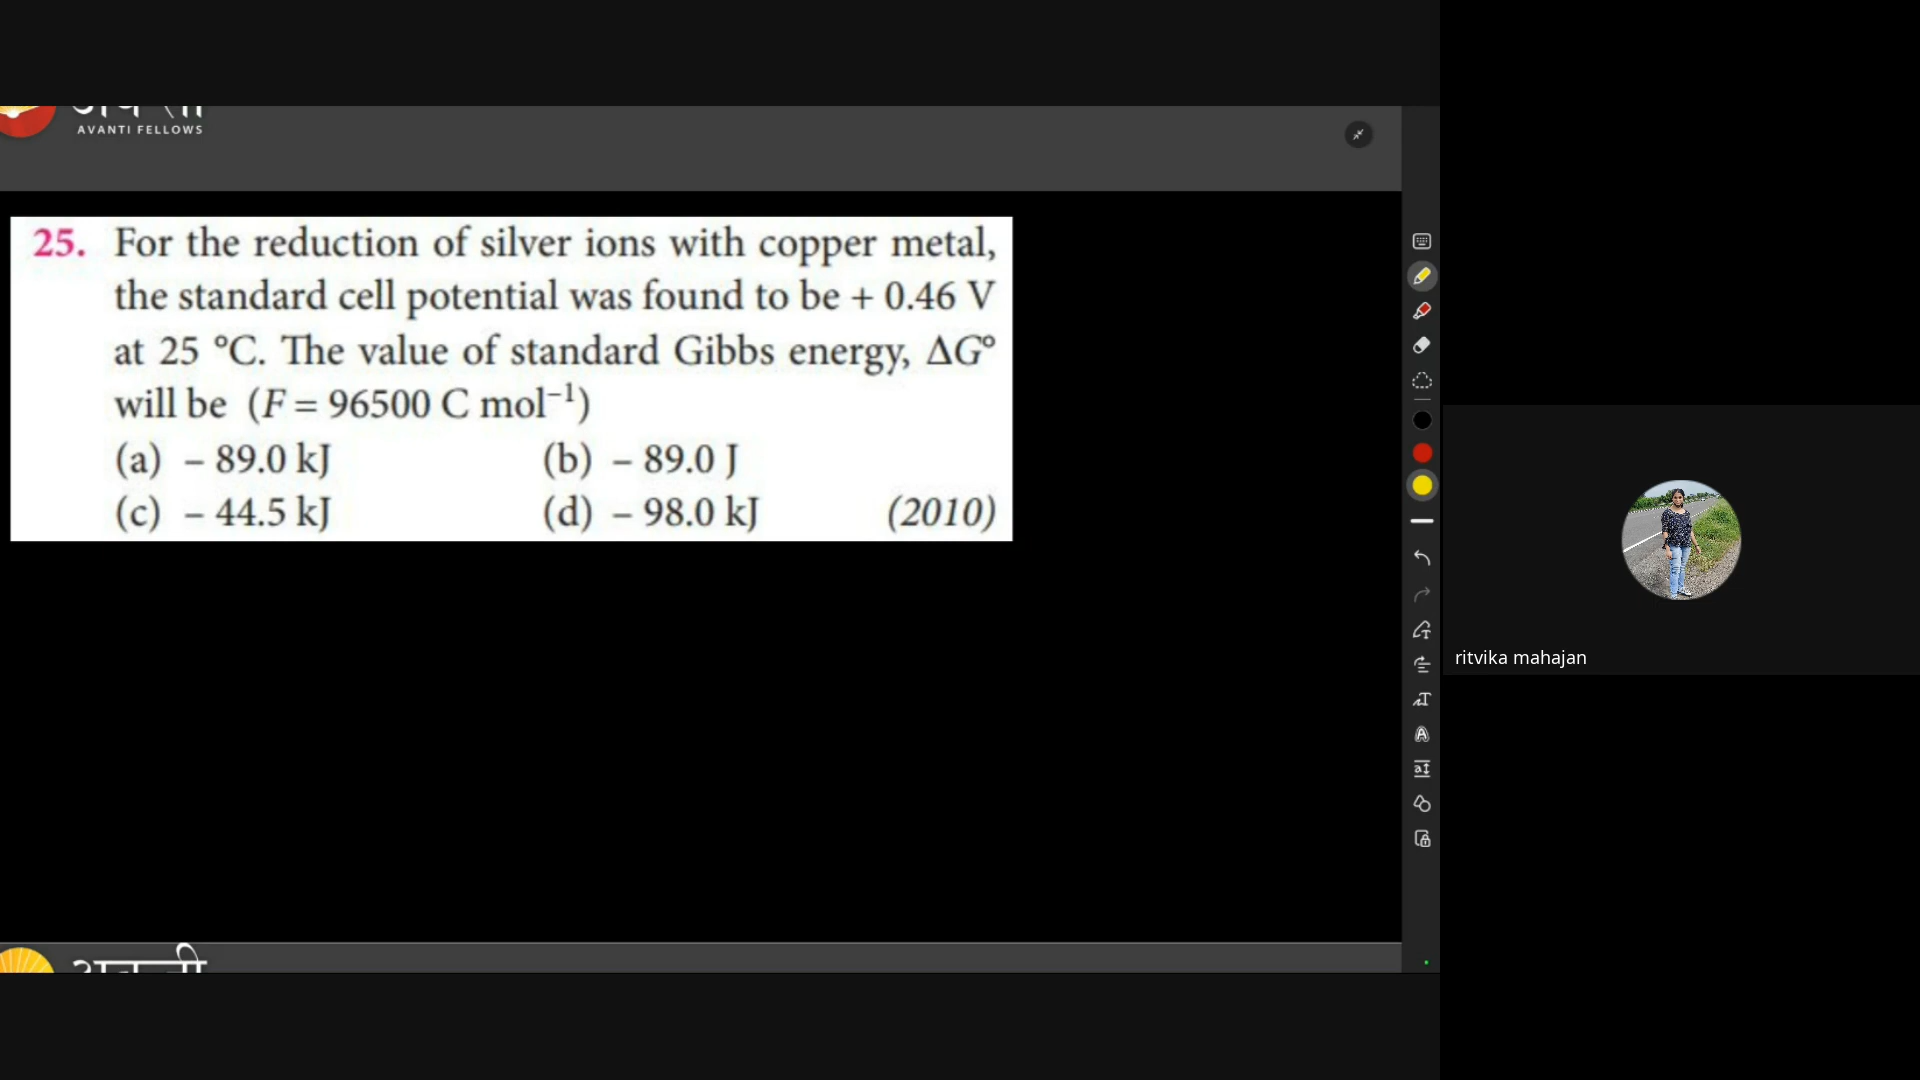 AVANTI FELLOWS
25. For the reduction of silver ions with copper metal,
the standard cell potential was found to be + 0.46 V
at 25 °C. The value of standard Gibbs energy, ΔG°
will be (F = 96500 C mol⁻¹)
(a) – 89.0 kJ (b) – 89.0 J
(c) – 44.5 kJ (d) – 98.0 kJ (2010)
ritvika mahajan